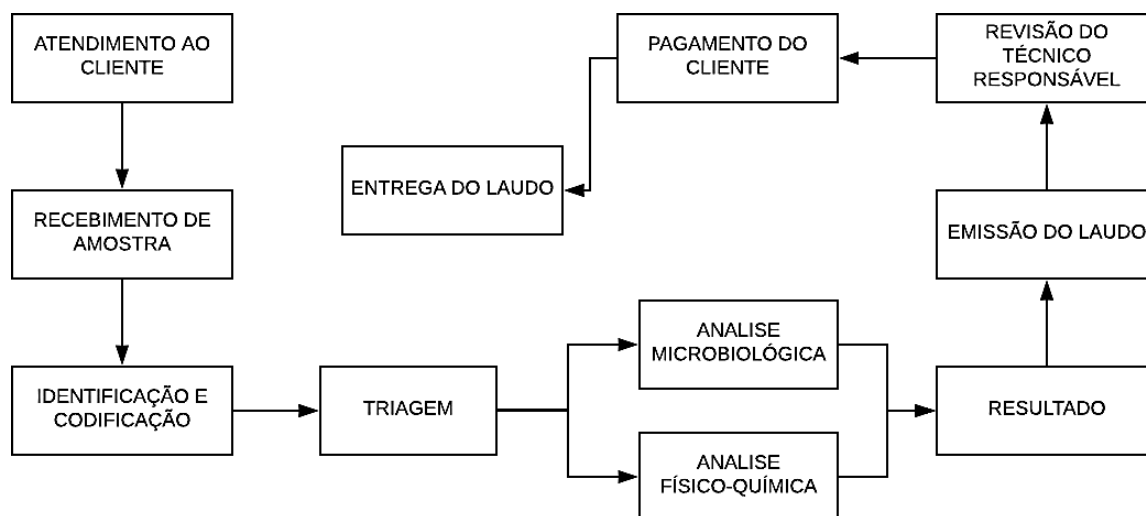 ATENDIMENTO AO
CLIENTE
RECEBIMENTO DE
AMOSTRA
IDENTIFICAÇÃO E
CODIFICAÇÃO
TRIAGEM
ANALISE
MICROBIOLÓGICA
ANALISE
FÍSICO-QUÍMICA
RESULTADO
EMISSÃO DO LAUDO
REVISÃO DO
TÉCNICO
RESPONSÁVEL
PAGAMENTO DO
CLIENTE
ENTREGA DO LAUDO